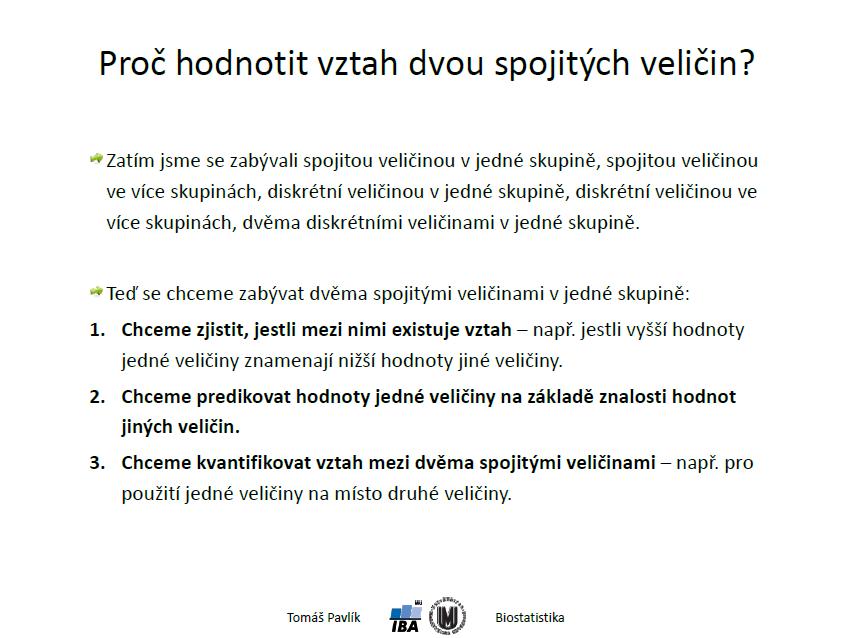 Proč hodnotit vztah dvou spojitých veličin?
Zatím jsme se zabývali spojitou veličinou v jedné skupině, spojitou veličinou
ve více skupinách, diskrétní veličinou v jedné skupině, diskrétní veličinou ve
více skupinách, dvěma diskrétními veličinami v jedné skupině.
Teď se chceme zabývat dvěma spojitými veličinami v jedné skupině:
1. Chceme zjistit, jestli mezi nimi existuje vztah – např. jestli vyšší hodnoty
jedné veličiny znamenají nižší hodnoty jiné veličiny.
2. Chceme predikovat hodnoty jedné veličiny na základě znalosti hodnot
jiných veličin.
3. Chceme kvantifikovat vztah mezi dvěma spojitými veličinami – např. pro
použití jedné veličiny na místo druhé veličiny.
Tomáš Pavlík
IBA
Biostatistika